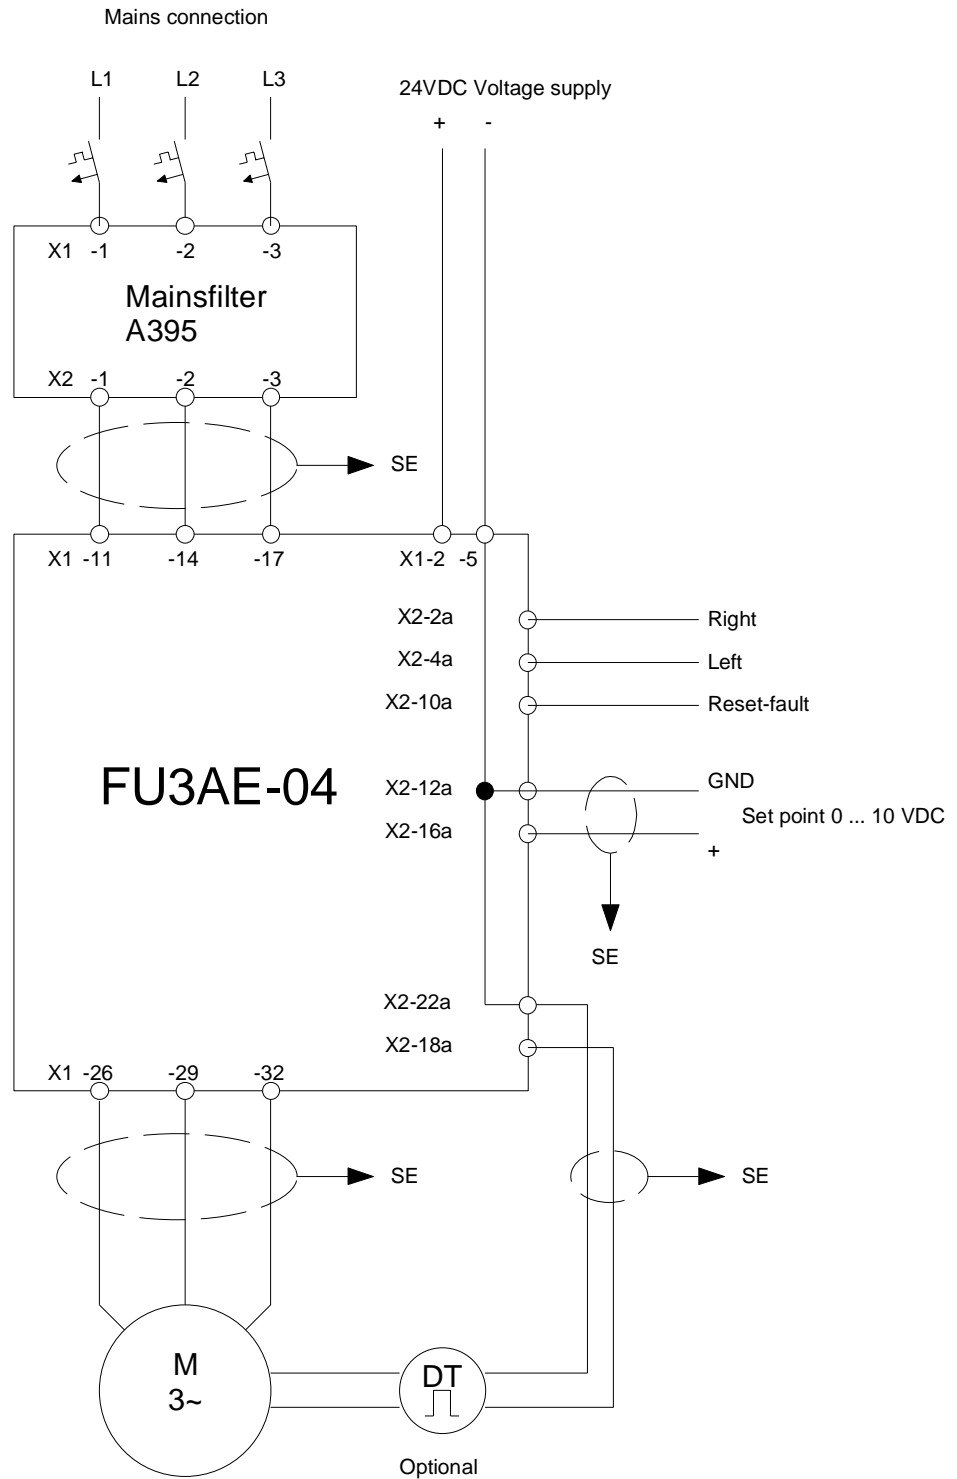 Mains connection
L1 L2 L3
24VDC Voltage supply
+ -
X1 -1 -2 -3
Mainsfilter
A395
X2 -1 -2 -3
SE
X1 -11 -14 -17 X1-2 -5
X2-2a Right
X2-4a Left
X2-10a Reset-fault
FU3AE-04
X2-12a GND
Set point 0 ... 10 VDC
X2-16a
+
SE
X2-22a
X2-18a
X1 -26 -29 -32
SE SE
M
3~
DT
Optional